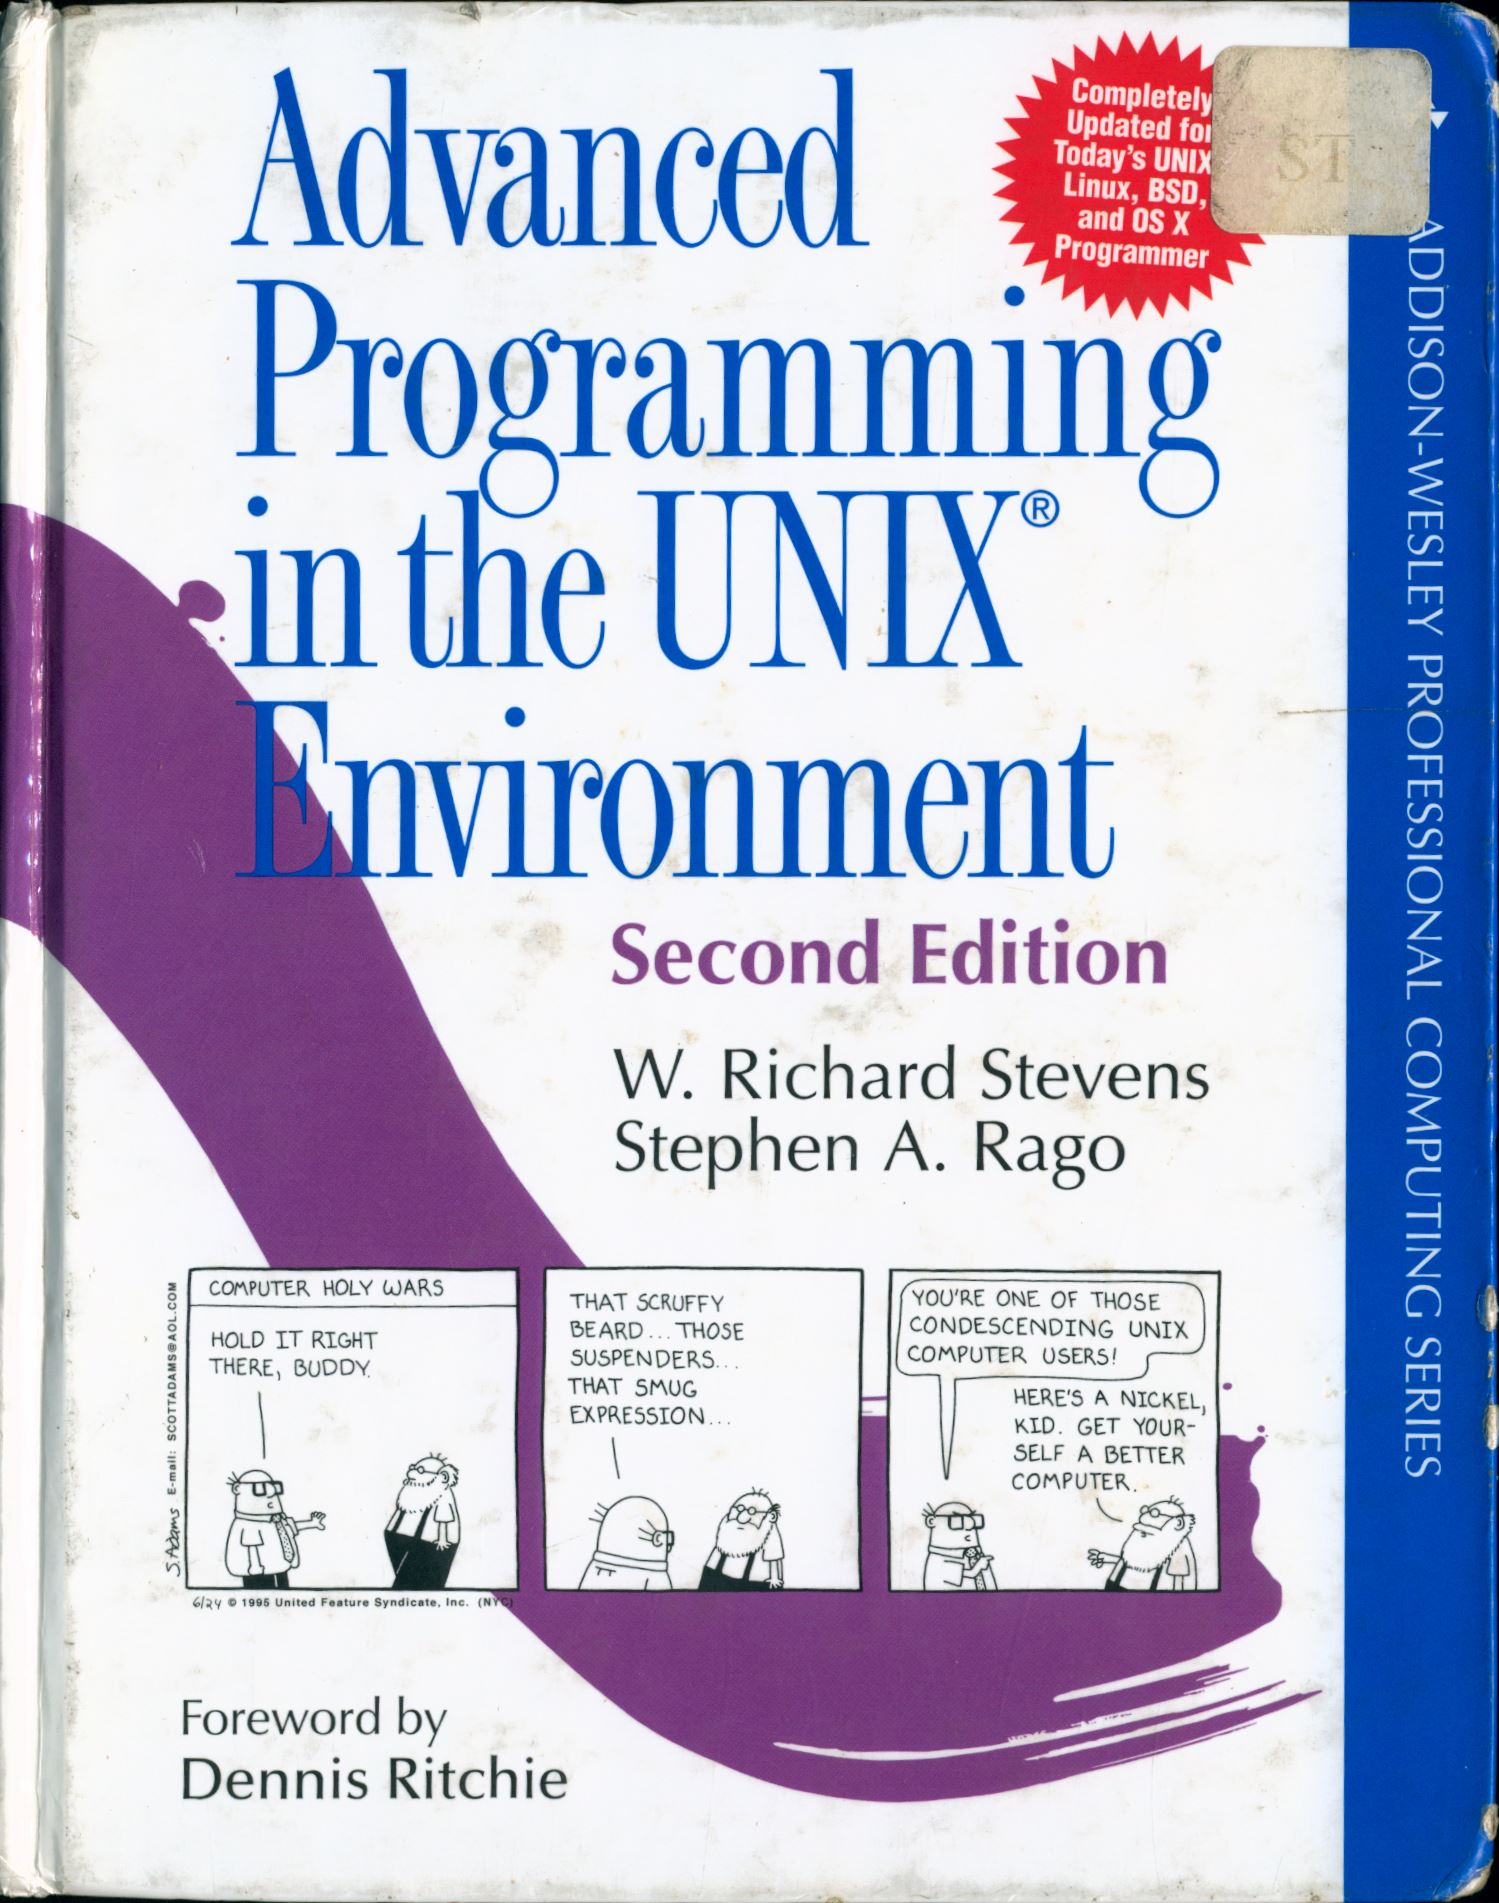 Advanced
Programming
in the UNIX®
Environment
Completely
Updated for
Today's UNIX
Linux, BSD,
and OS X
Programmer
ST
Second Edition
W. Richard Stevens
Stephen A. Rago
COMPUTER HOLY WARS
HOLD IT RIGHT
THERE, BUDDY.
THAT SCRUFFY
BEARD... THOSE
SUSPENDERS...
THAT SMUG
EXPRESSION...
YOU'RE ONE OF THOSE
CONDESCENDING UNIX
COMPUTER USERS!
HERE'S A NICKEL,
KID. GET YOUR-
SELF A BETTER
COMPUTER.
S.Adams E-mail: SCOTTADAMS@AOL.COM
6/24 © 1995 United Feature Syndicate, Inc. (NYC)
Foreword by
Dennis Ritchie
ADDISON-WESLEY PROFESSIONAL COMPUTING SERIES